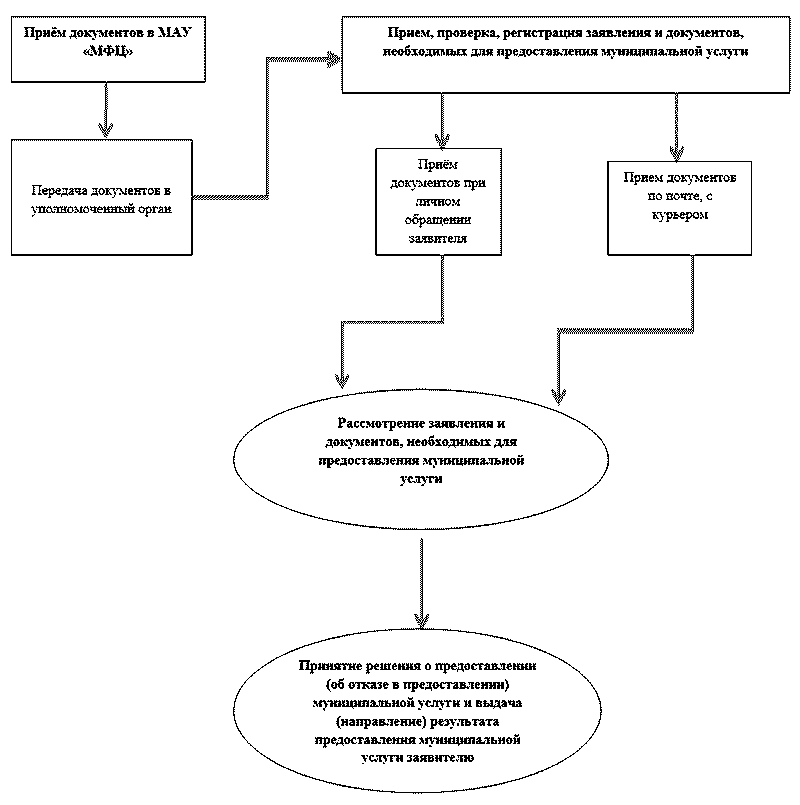 Приём документов в МАУ
«МФЦ»
Прием, проверка, регистрация заявления и документов,
необходимых для предоставления муниципальной услуги
Передача документов в
уполномоченный орган
Приём
документов при
личном
обращении
заявителя
Прием документов
по почте, с
курьером
Рассмотрение заявления и
документов, необходимых для
предоставления муниципальной
услуги
Принятие решения о предоставлении
(об отказе в предоставлении)
муниципальной услуги и выдача
(направление) результата
предоставления муниципальной
услуги заявителю